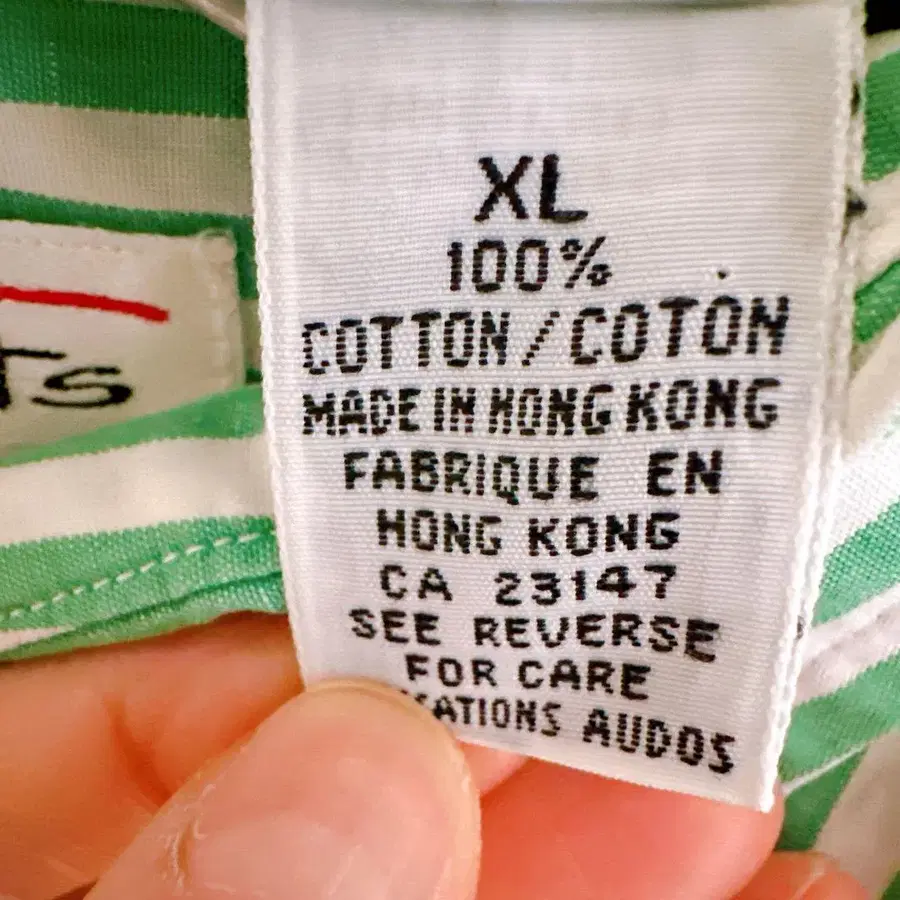 XL
100%
COTTON/COTON
MADE IN HONG KONG
FABRIQUE EN
HONG KONG
CA 23147
SEE REVERSE
FOR CARE
AUDOS